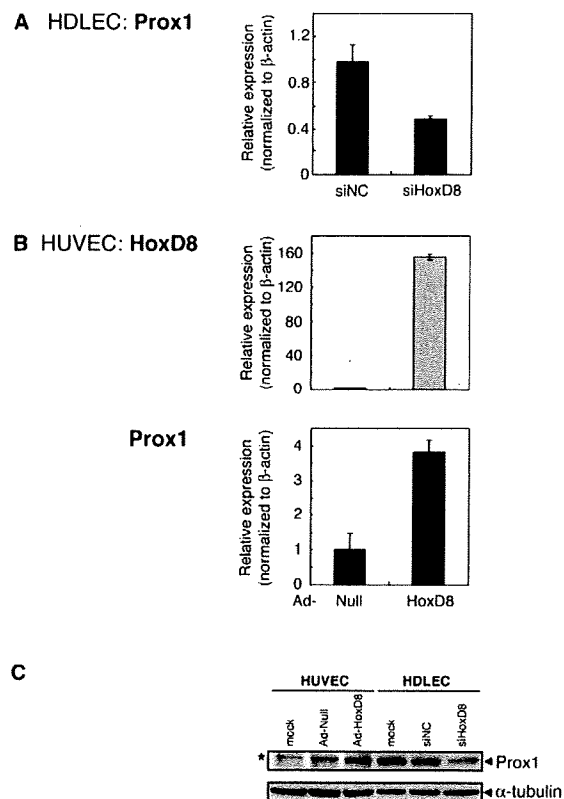 A HDLEC: Prox1
Relative expression
(normalized to β-actin)
1.2
0.8
0.4
0
siNC siHoxD8
B HUVEC: HoxD8
Relative expression
(normalized to β-actin)
160
120
80
40
0
Prox1
Relative expression
(normalized to β-actin)
4
3
2
1
0
Ad- Null HoxD8
C
HUVEC HDLEC
mock Ad-Null Ad-HoxD8 mock siNC siHoxD8
* Prox1
α-tubulin